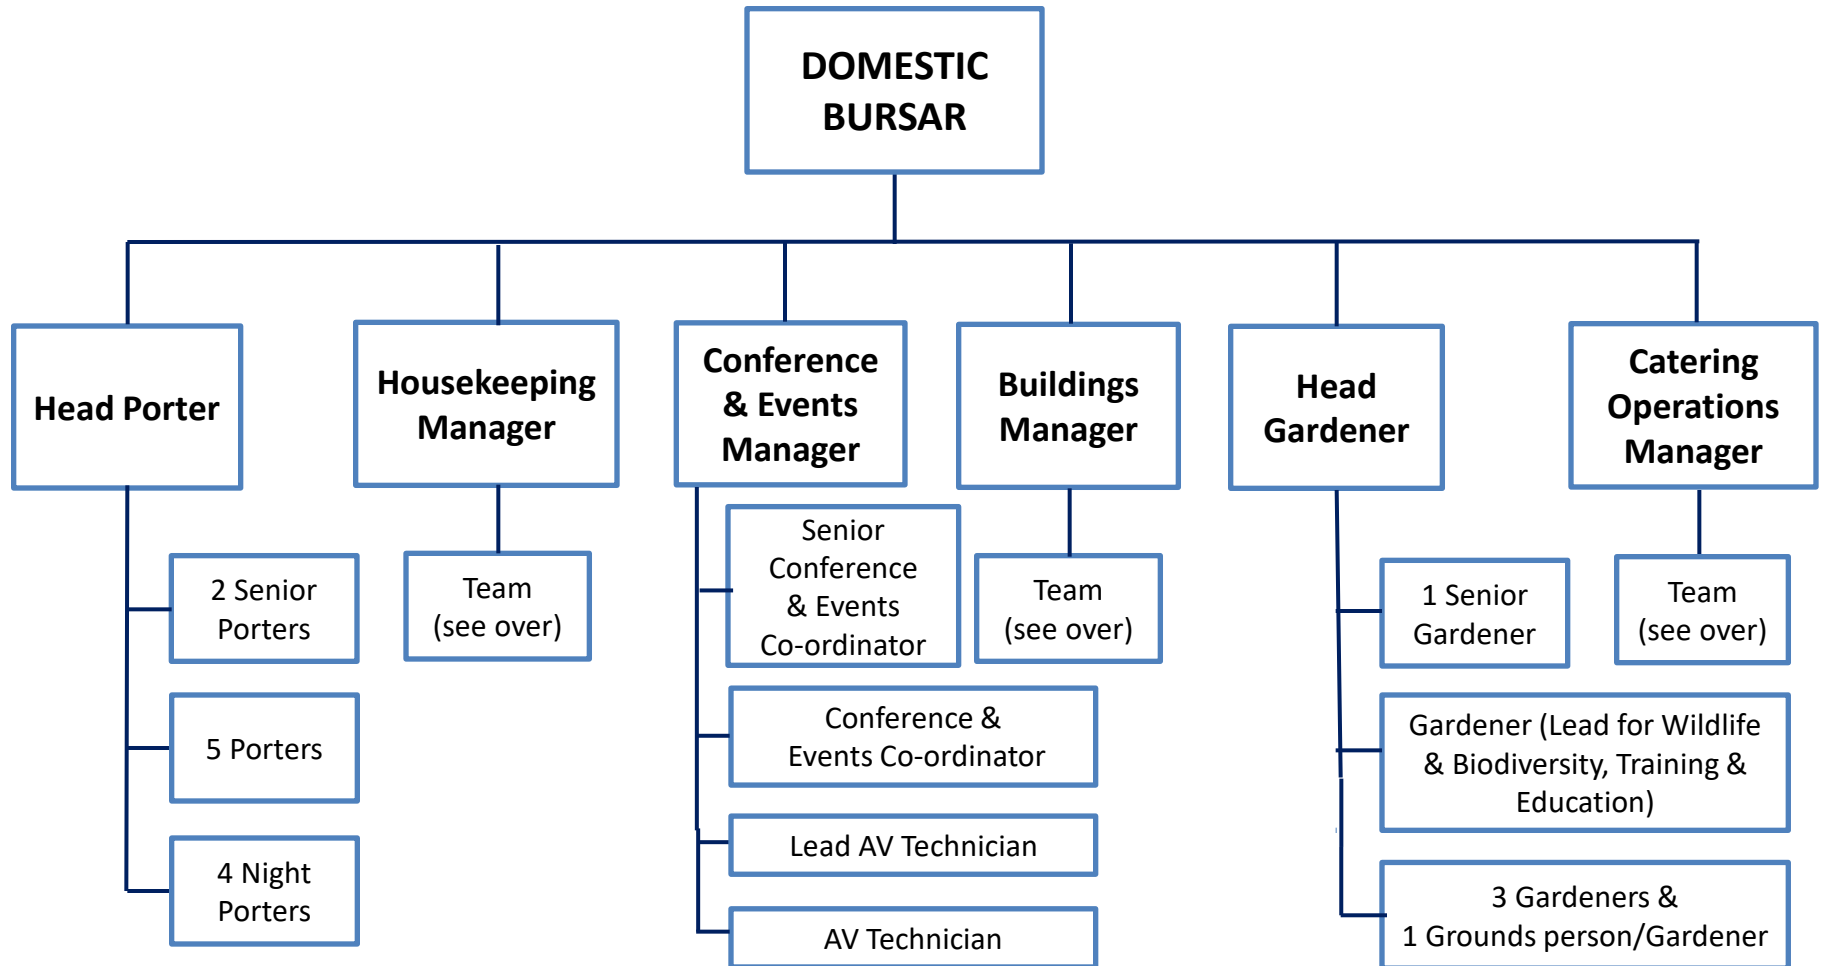 DOMESTIC
BURSAR
Head Porter
Housekeeping
Manager
Conference
& Events
Manager
Buildings
Manager
Head
Gardener
Catering
Operations
Manager
2 Senior
Porters
5 Porters
4 Night
Porters
Team
(see over)
Senior
Conference
& Events
Co-ordinator
Conference &
Events Co-ordinator
Lead AV Technician
AV Technician
Team
(see over)
1 Senior
Gardener
Gardener (Lead for Wildlife
& Biodiversity, Training &
Education)
3 Gardeners &
1 Grounds person/Gardener
Team
(see over)